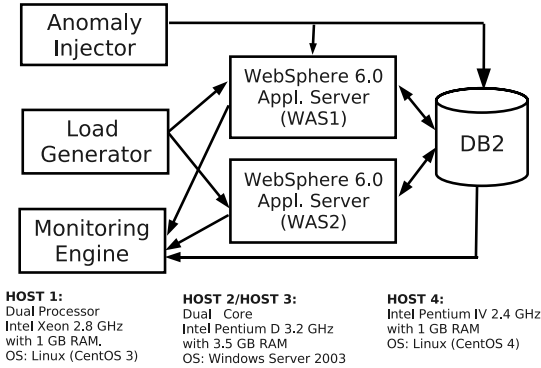 Anomaly
Injector
WebSphere 6.0
Appl. Server
(WAS1)
Load
Generator
DB2
WebSphere 6.0
Appl. Server
(WAS2)
Monitoring
Engine
HOST 1:
Dual Processor
Intel Xeon 2.8 GHz
with 1 GB RAM.
OS: Linux (CentOS 3)
HOST 2/HOST 3:
Dual Core
Intel Pentium D 3.2 GHz
with 3.5 GB RAM
OS: Windows Server 2003
HOST 4:
Intel Pentium IV 2.4 GHz
with 1 GB RAM
OS: Linux (CentOS 4)